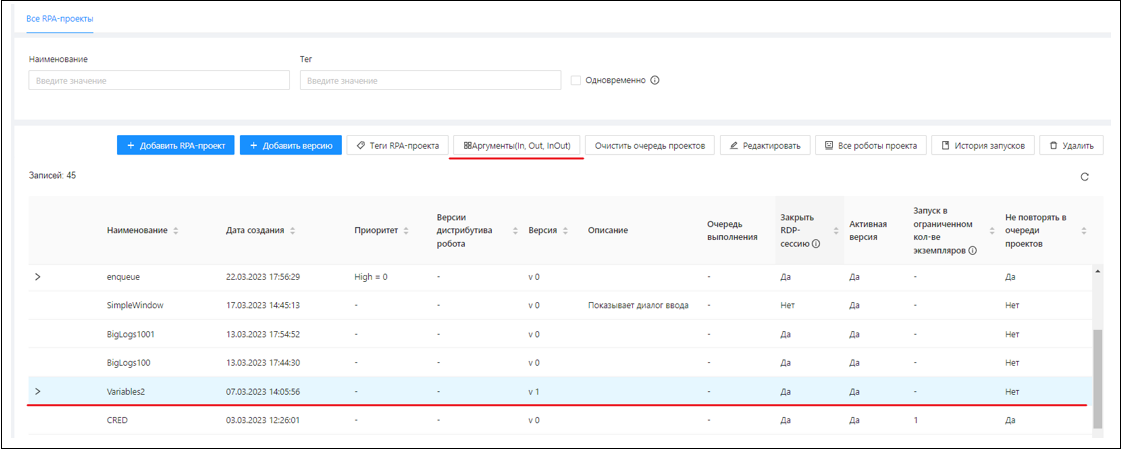 Все RPA-проекты
Наименование Тег
Введите значение Введите значение Одновременно
+ Добавить RPA-проект + Добавить версию Теги RPA-проекта Аргументы(In, Out, InOut) Очистить очередь проектов Редактировать Все роботы проекта История запусков Удалить
Записей: 45
Наименование Дата создания Приоритет Версии дистрибутива робота Версия Описание Очередь выполнения Закрыть RDP-сессию Активная версия Запуск в ограниченном кол-ве экземпляров Не повторять в очереди проектов
enqueue 22.03.2023 17:56:29 High = 0 - v 0 - Да Да - Да
SimpleWindow 17.03.2023 14:45:13 - - v 0 Показывает диалог ввода - Нет Да - Нет
BigLogs1001 13.03.2023 17:54:52 - - v 0 - Да Да - Нет
BigLogs100 13.03.2023 17:44:30 - - v 0 - Да Да - Нет
Variables2 07.03.2023 14:05:56 - - v 1 - Да Да - Нет
CRED 03.03.2023 12:26:01 - - v 0 - Да Да 1 Да